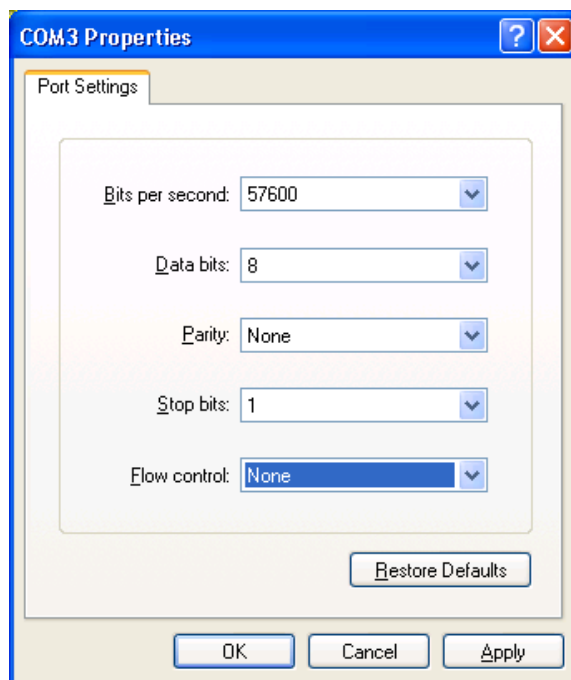 COM3 Properties
Port Settings
Bits per second: 57600
Data bits: 8
Parity: None
Stop bits: 1
Flow control: None
Restore Defaults
OK Cancel Apply